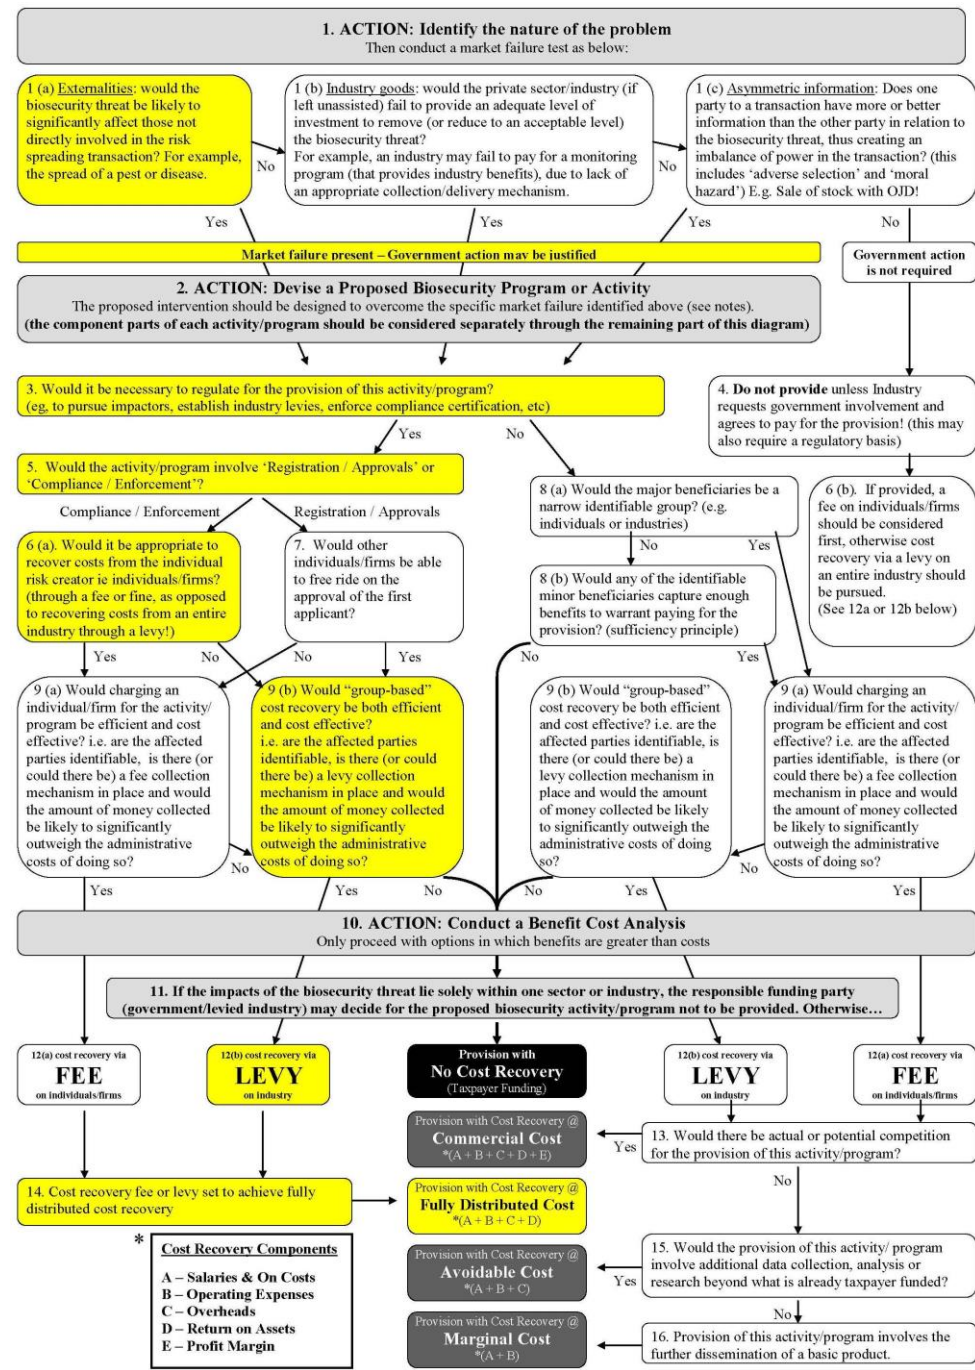 1. ACTION: Identify the nature of the problem
Then conduct a market failure test as below:
1 (a) Externalities: would the
biosecurity threat be likely to
significantly affect those not
directly involved in the risk
spreading transaction? For example,
the spread of a pest or disease.
No
1 (b) Industry goods: would the private sector/industry (if
left unassisted) fail to provide an adequate level of
investment to remove (or reduce to an acceptable level)
the biosecurity threat?
For example, an industry may fail to pay for a monitoring
program (that provides industry benefits), due to lack of
an appropriate collection/delivery mechanism.
No
1 (c) Asymmetric information: Does one
party to a transaction have more or better
information than the other party in relation to
the biosecurity threat, thus creating an
imbalance of power in the transaction? (this
includes ‘adverse selection’ and ‘moral
hazard’) E.g. Sale of stock with OJD!
Yes
Yes
Yes
No
Market failure present – Government action may be justified
Government action
is not required
2. ACTION: Devise a Proposed Biosecurity Program or Activity
The proposed intervention should be designed to overcome the specific market failure identified above (see notes).
(the component parts of each activity/program should be considered separately through the remaining part of this diagram)
3. Would it be necessary to regulate for the provision of this activity/program?
(eg, to pursue impactors, establish industry levies, enforce compliance certification, etc)
4. Do not provide unless Industry
requests government involvement and
agrees to pay for the provision! (this may
also require a regulatory basis)
Yes
No
5. Would the activity/program involve ‘Registration / Approvals’ or
‘Compliance / Enforcement’?
Compliance / Enforcement
Registration / Approvals
8 (a) Would the major beneficiaries be a
narrow identifiable group? (e.g.
individuals or industries)
6 (b). If provided, a
fee on individuals/firms
should be considered
first, otherwise cost
recovery via a levy on
an entire industry should
be pursued.
(See 12a or 12b below)
6 (a). Would it be appropriate to
recover costs from the individual
risk creator ie individuals/firms?
(through a fee or fine, as opposed
to recovering costs from an entire
industry through a levy!)
7. Would other
individuals/firms be able to
free ride on the
approval of the first
applicant?
No
Yes
8 (b) Would any of the identifiable
minor beneficiaries capture enough
benefits to warrant paying for the
provision? (sufficiency principle)
Yes
No
No
Yes
No
Yes
9 (a) Would charging an
individual/firm for the activity/
program be efficient and cost
effective? i.e. are the affected
parties identifiable, is there (or
could there be) a fee collection
mechanism in place and would
the amount of money collected
be likely to significantly
outweigh the administrative
costs of doing so?
No
9 (b) Would “group-based”
cost recovery be both efficient
and cost effective?
i.e. are the affected parties
identifiable, is there (or could
there be) a levy collection
mechanism in place and would
the amount of money collected
be likely to significantly
outweigh the administrative
costs of doing so?
9 (b) Would “group-based”
cost recovery be both efficient
and cost effective? i.e. are the
affected parties identifiable, is
there (or could there be) a
levy collection mechanism in
place and would the amount
of money collected be likely to
significantly outweigh the
administrative costs of doing
so?
No
9 (a) Would charging an
individual/firm for the activity/
program be efficient and cost
effective? i.e. are the affected
parties identifiable, is there (or
could there be) a fee collection
mechanism in place and would
the amount of money collected
be likely to significantly
outweigh the administrative
costs of doing so?
Yes
Yes
No
No
Yes
Yes
10. ACTION: Conduct a Benefit Cost Analysis
Only proceed with options in which benefits are greater than costs
11. If the impacts of the biosecurity threat lie solely within one sector or industry, the responsible funding party
(government/levied industry) may decide for the proposed biosecurity activity/program not to be provided. Otherwise…
12(a) cost recovery via
FEE
on individuals/firms
12(b) cost recovery via
LEVY
on industry
Provision with
No Cost Recovery
(Taxpayer Funding)
12(b) cost recovery via
LEVY
on industry
12(a) cost recovery via
FEE
on individuals/firms
Provision with Cost Recovery @
Commercial Cost
*(A + B + C + D + E)
Yes
13. Would there be actual or potential competition
for the provision of this activity/program?
No
14. Cost recovery fee or levy set to achieve fully
distributed cost recovery
Provision with Cost Recovery @
Fully Distributed Cost
*(A + B + C + D)
*
Cost Recovery Components
A – Salaries & On Costs
B – Operating Expenses
C – Overheads
D – Return on Assets
E – Profit Margin
Provision with Cost Recovery @
Avoidable Cost
*(A + B + C)
Yes
15. Would the provision of this activity/ program
involve additional data collection, analysis or
research beyond what is already taxpayer funded?
No
Provision with Cost Recovery @
Marginal Cost
*(A + B)
16. Provision of this activity/program involves the
further dissemination of a basic product.